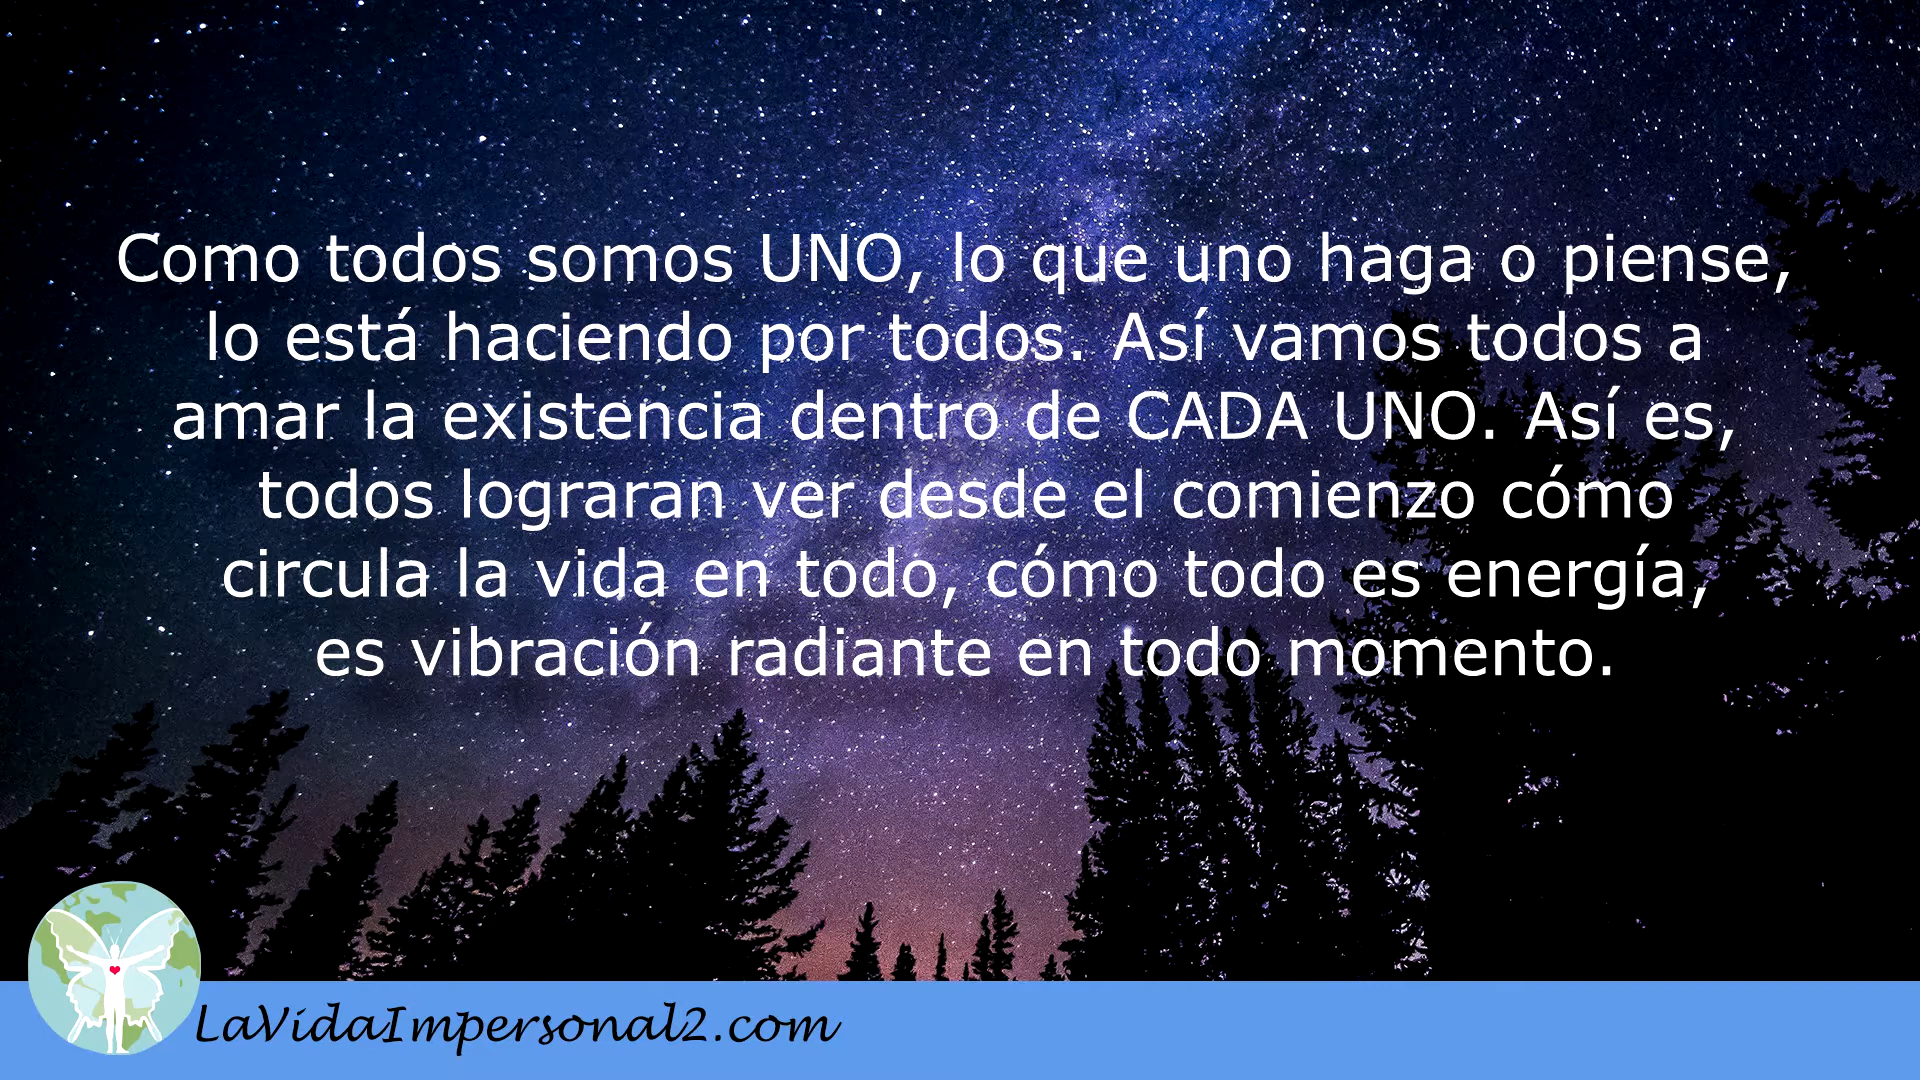 Como todos somos UNO, lo que uno haga o piense,
lo está haciendo por todos. Así vamos todos a
amar la existencia dentro de CADA UNO. Así es,
todos lograran ver desde el comienzo cómo
circula la vida en todo, cómo todo es energía,
es vibración radiante en todo momento.
LaVidaImpersonal2.com